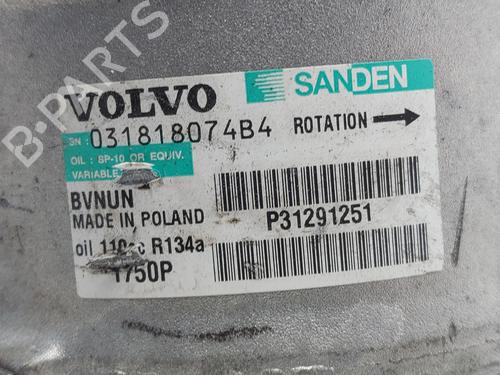 B-PARTS
VOLVO
SANDEN
SN: 031818074B4 ROTATION
OIL : SP-10 OR EQUIV.
VARIABLE
BVNUN
MADE IN POLAND
P31291251
oil 110cc R134a
1750P